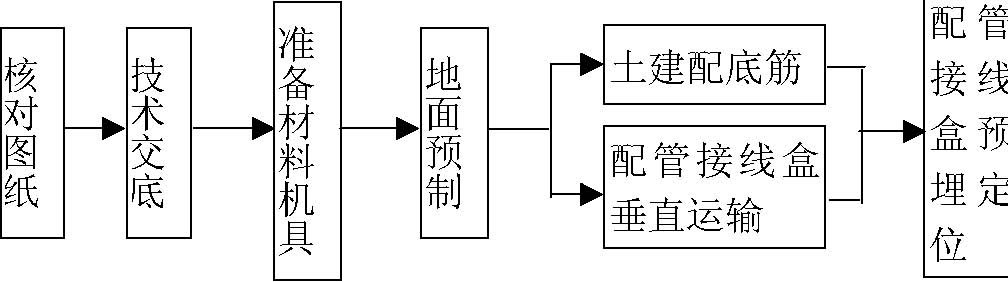 核对图纸
技术交底
准备材料机具
地面预制
土建配底筋
配管接线盒
垂直运输
配管
接线
盒预
埋定
位